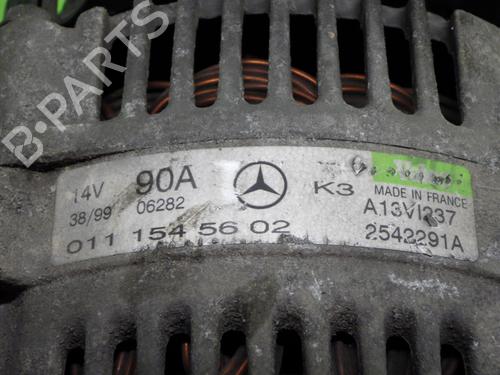 B-PARTS
14V 90A K3
MADE IN FRANCE
38/99 06282 A13VI237
011 154 56 02 2542291A